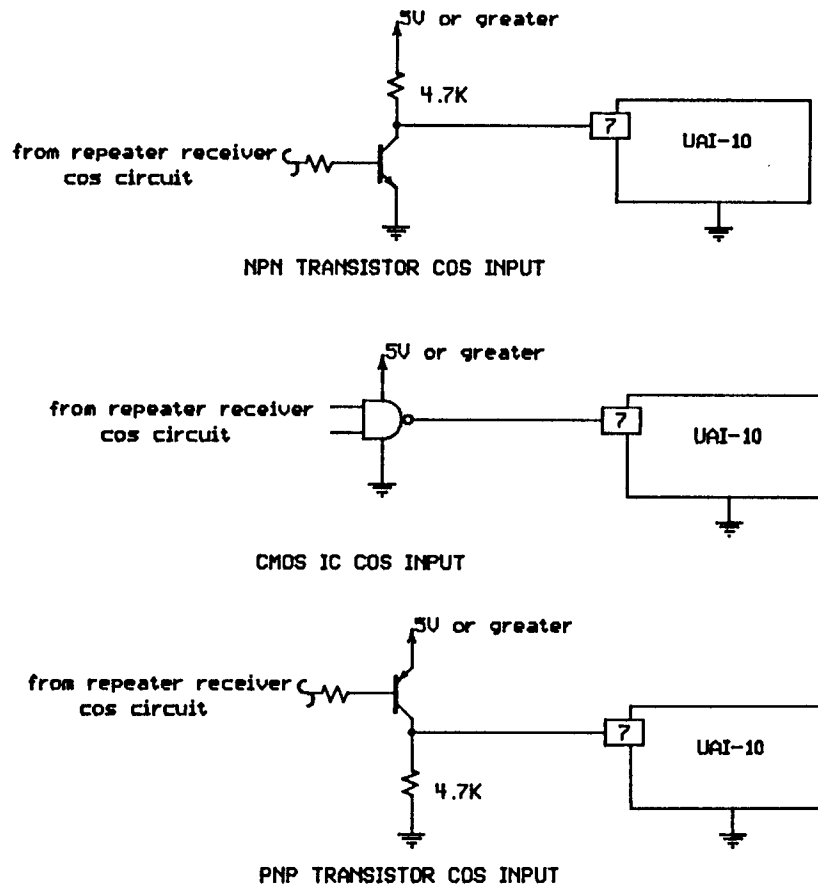 5V or greater
4.7K
7
UAI-10
from repeater receiver
cos circuit
NPN TRANSISTOR COS INPUT
5V or greater
from repeater receiver
cos circuit
7
UAI-10
CMOS IC COS INPUT
5V or greater
from repeater receiver
cos circuit
7
UAI-10
4.7K
PNP TRANSISTOR COS INPUT